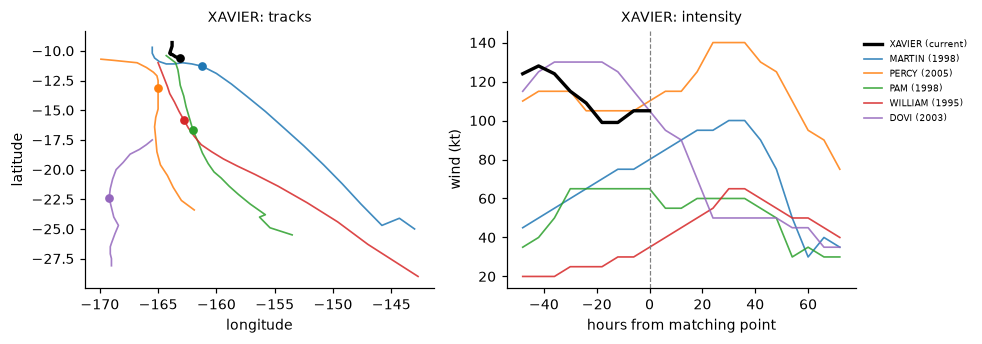 XAVIER: tracks
−10.0
−12.5
−15.0
−17.5
−20.0
−22.5
−25.0
−27.5
latitude
−170
−165
−160
−155
−150
−145
longitude
XAVIER: intensity
140
120
100
80
60
40
20
wind (kt)
−40
−20
0
20
40
60
hours from matching point
XAVIER (current)
MARTIN (1998)
PERCY (2005)
PAM (1998)
WILLIAM (1995)
DOVI (2003)